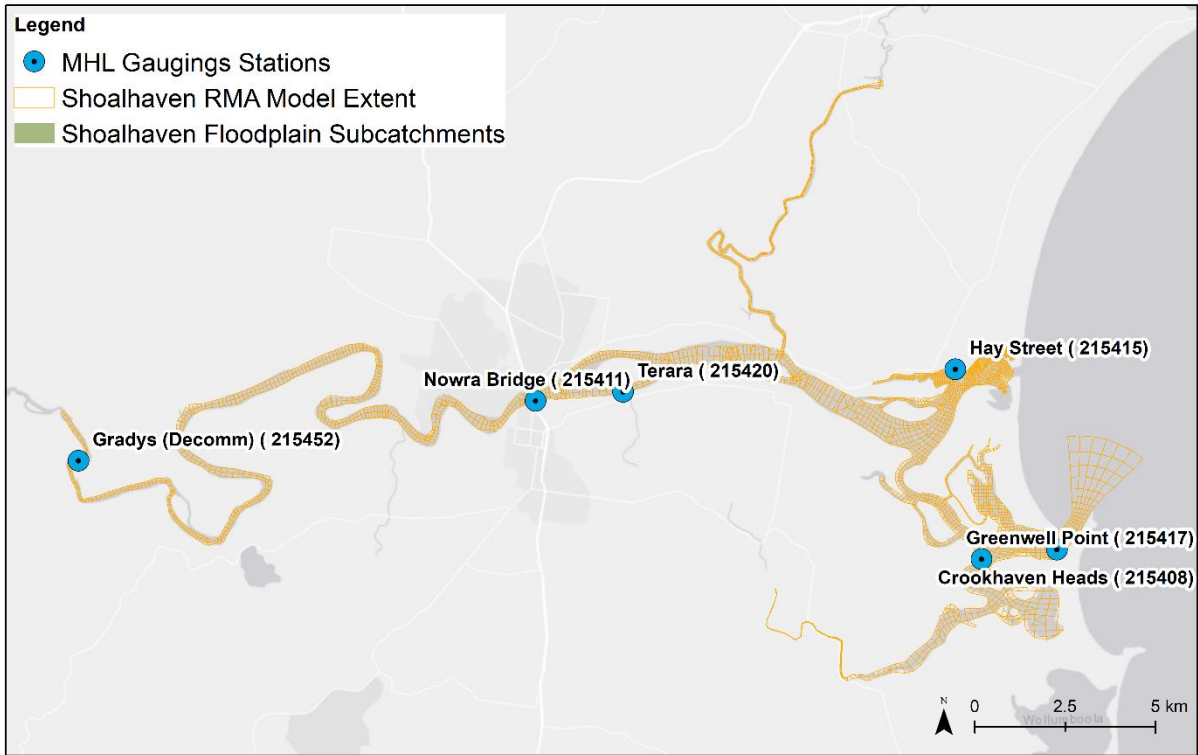 Legend
MHL Gaugings Stations
Shoalhaven RMA Model Extent
Shoalhaven Floodplain Subcatchments
Hay Street ( 215415)
Nowra Bridge ( 215411)
Terara ( 215420)
Gradys (Decomm) ( 215452)
Greenwell Point ( 215417)
Crookhaven Heads ( 215408)
N
0 2.5 5 km
Wollumboola